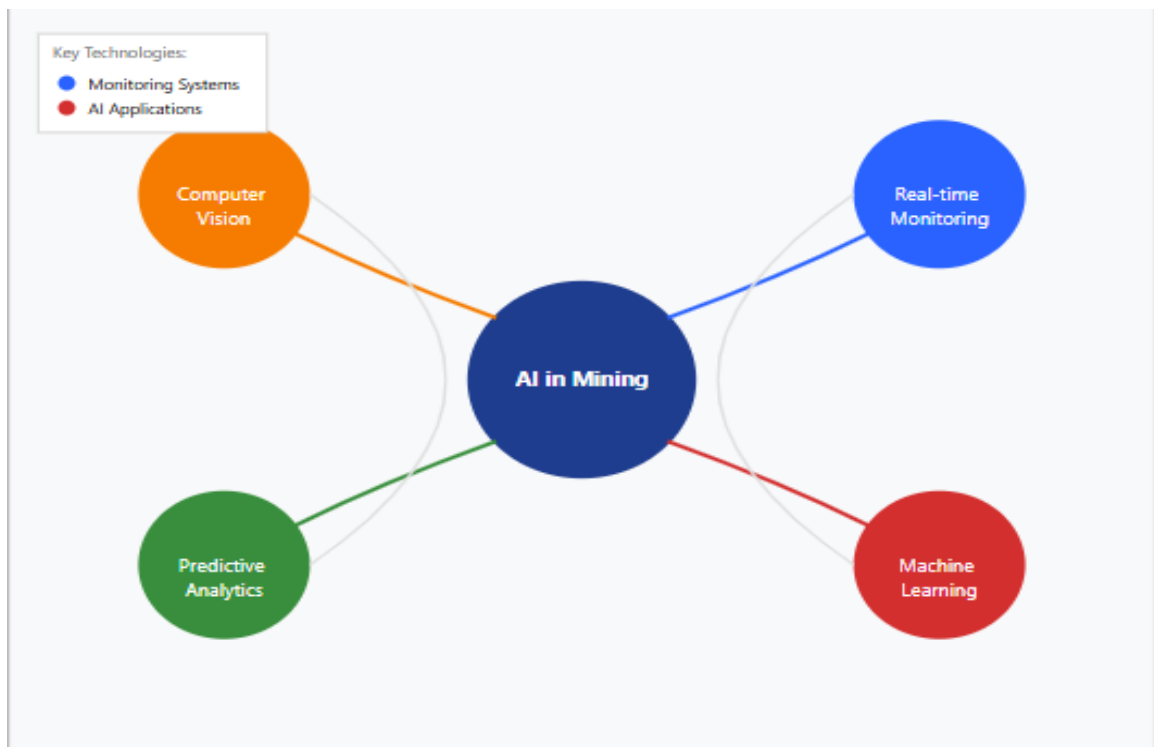 Key Technologies:
Monitoring Systems
AI Applications
Computer
Vision
Real-time
Monitoring
AI in Mining
Predictive
Analytics
Machine
Learning